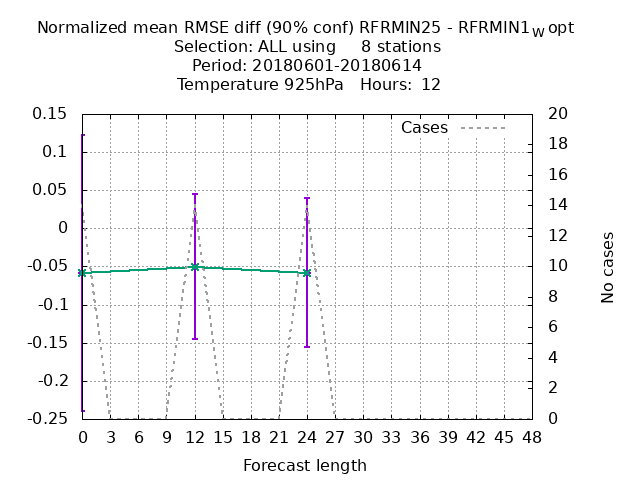 Normalized mean RMSE diff (90% conf) RFRMIN25 - RFRMIN1wopt
Selection: ALL using     8 stations
Period: 20180601-20180614
Temperature 925hPa   Hours:  12
Cases
0.15
0.1
0.05
0
-0.05
-0.1
-0.15
-0.2
-0.25
20
18
16
14
12
10
8
6
4
2
0
No cases
0 3 6 9 12 15 18 21 24 27 30 33 36 39 42 45 48
Forecast length